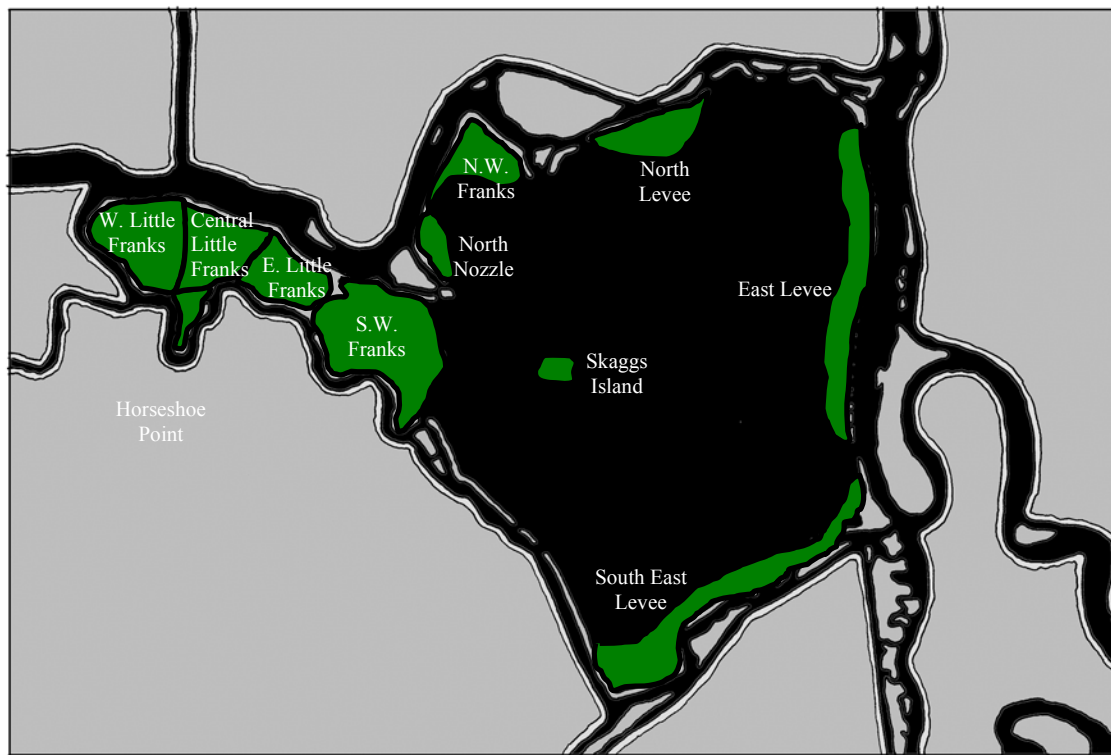 N.W.
Franks
North
Levee
W. Little
Franks
Central
Little
Franks
E. Little
Franks
North
Nozzle
East Levee
S.W.
Franks
Skaggs
Island
Horseshoe
Point
South East
Levee